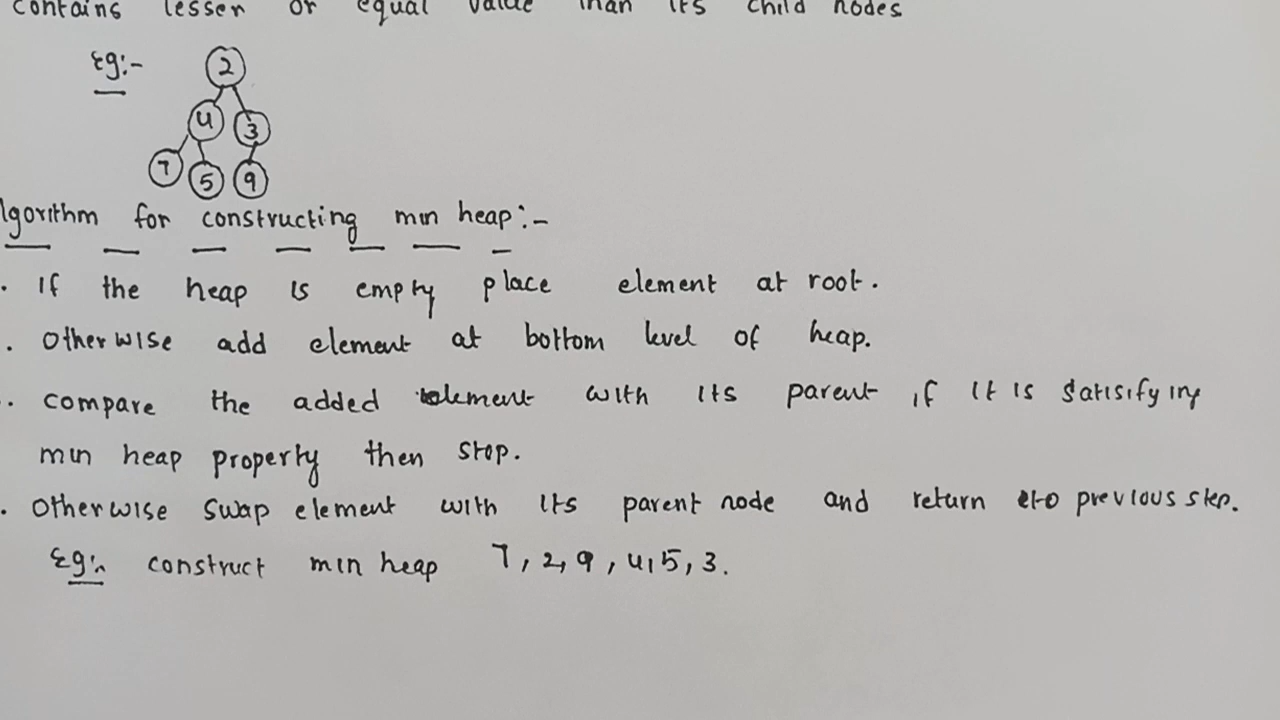 contains lesser or equal value than its child nodes
Eg:-
2
4 3
7 5 9
lgorithm for constructing min heap:-
. If the heap is empty place element at root.
. Otherwise add element at bottom level of heap.
. compare the added element with its parent if it is satisifying
min heap property then stop.
. Otherwise swap element with its parent node and return to previous step.
Eg:- construct min heap 7, 2, 9, 4, 5, 3.